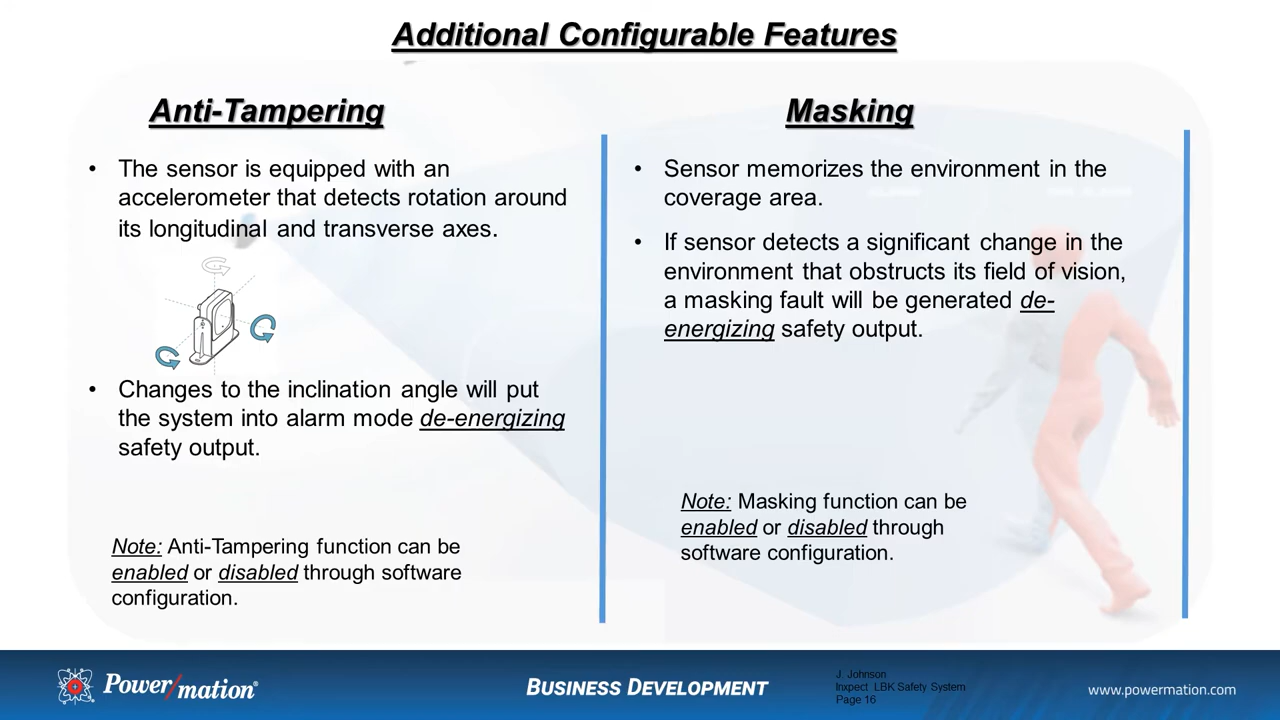 Additional Configurable Features
Anti-Tampering
• The sensor is equipped with an
accelerometer that detects rotation around
its longitudinal and transverse axes.
• Changes to the inclination angle will put
the system into alarm mode de-energizing
safety output.
Note: Anti-Tampering function can be
enabled or disabled through software
configuration.
Masking
• Sensor memorizes the environment in the
coverage area.
• If sensor detects a significant change in the
environment that obstructs its field of vision,
a masking fault will be generated de-
energizing safety output.
Note: Masking function can be
enabled or disabled through
software configuration.
Power/mation®
BUSINESS DEVELOPMENT
J. Johnson
Inxpect LBK Safety System
Page 16
www.powermation.com